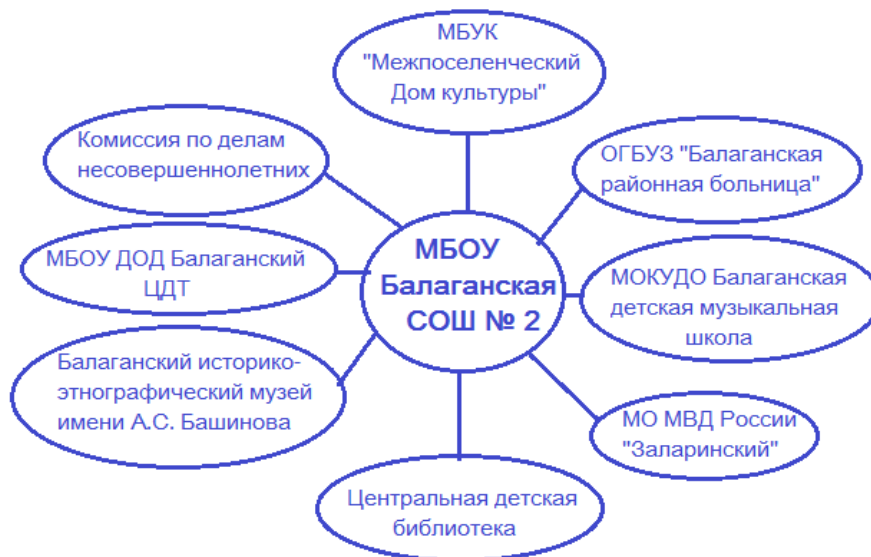 МБУК
"Межпоселенческий
Дом культуры"
Комиссия по делам
несовершеннолетних
ОГБУЗ "Балаганская
районная больница"
МБОУ ДОД Балаганский
ЦДТ
МБОУ
Балаганская
СОШ № 2
МОКУДО Балаганская
детская музыкальная
школа
Балаганский историко-
этнографический музей
имени А.С. Башинова
МО МВД России
"Заларинский"
Центральная детская
библиотека